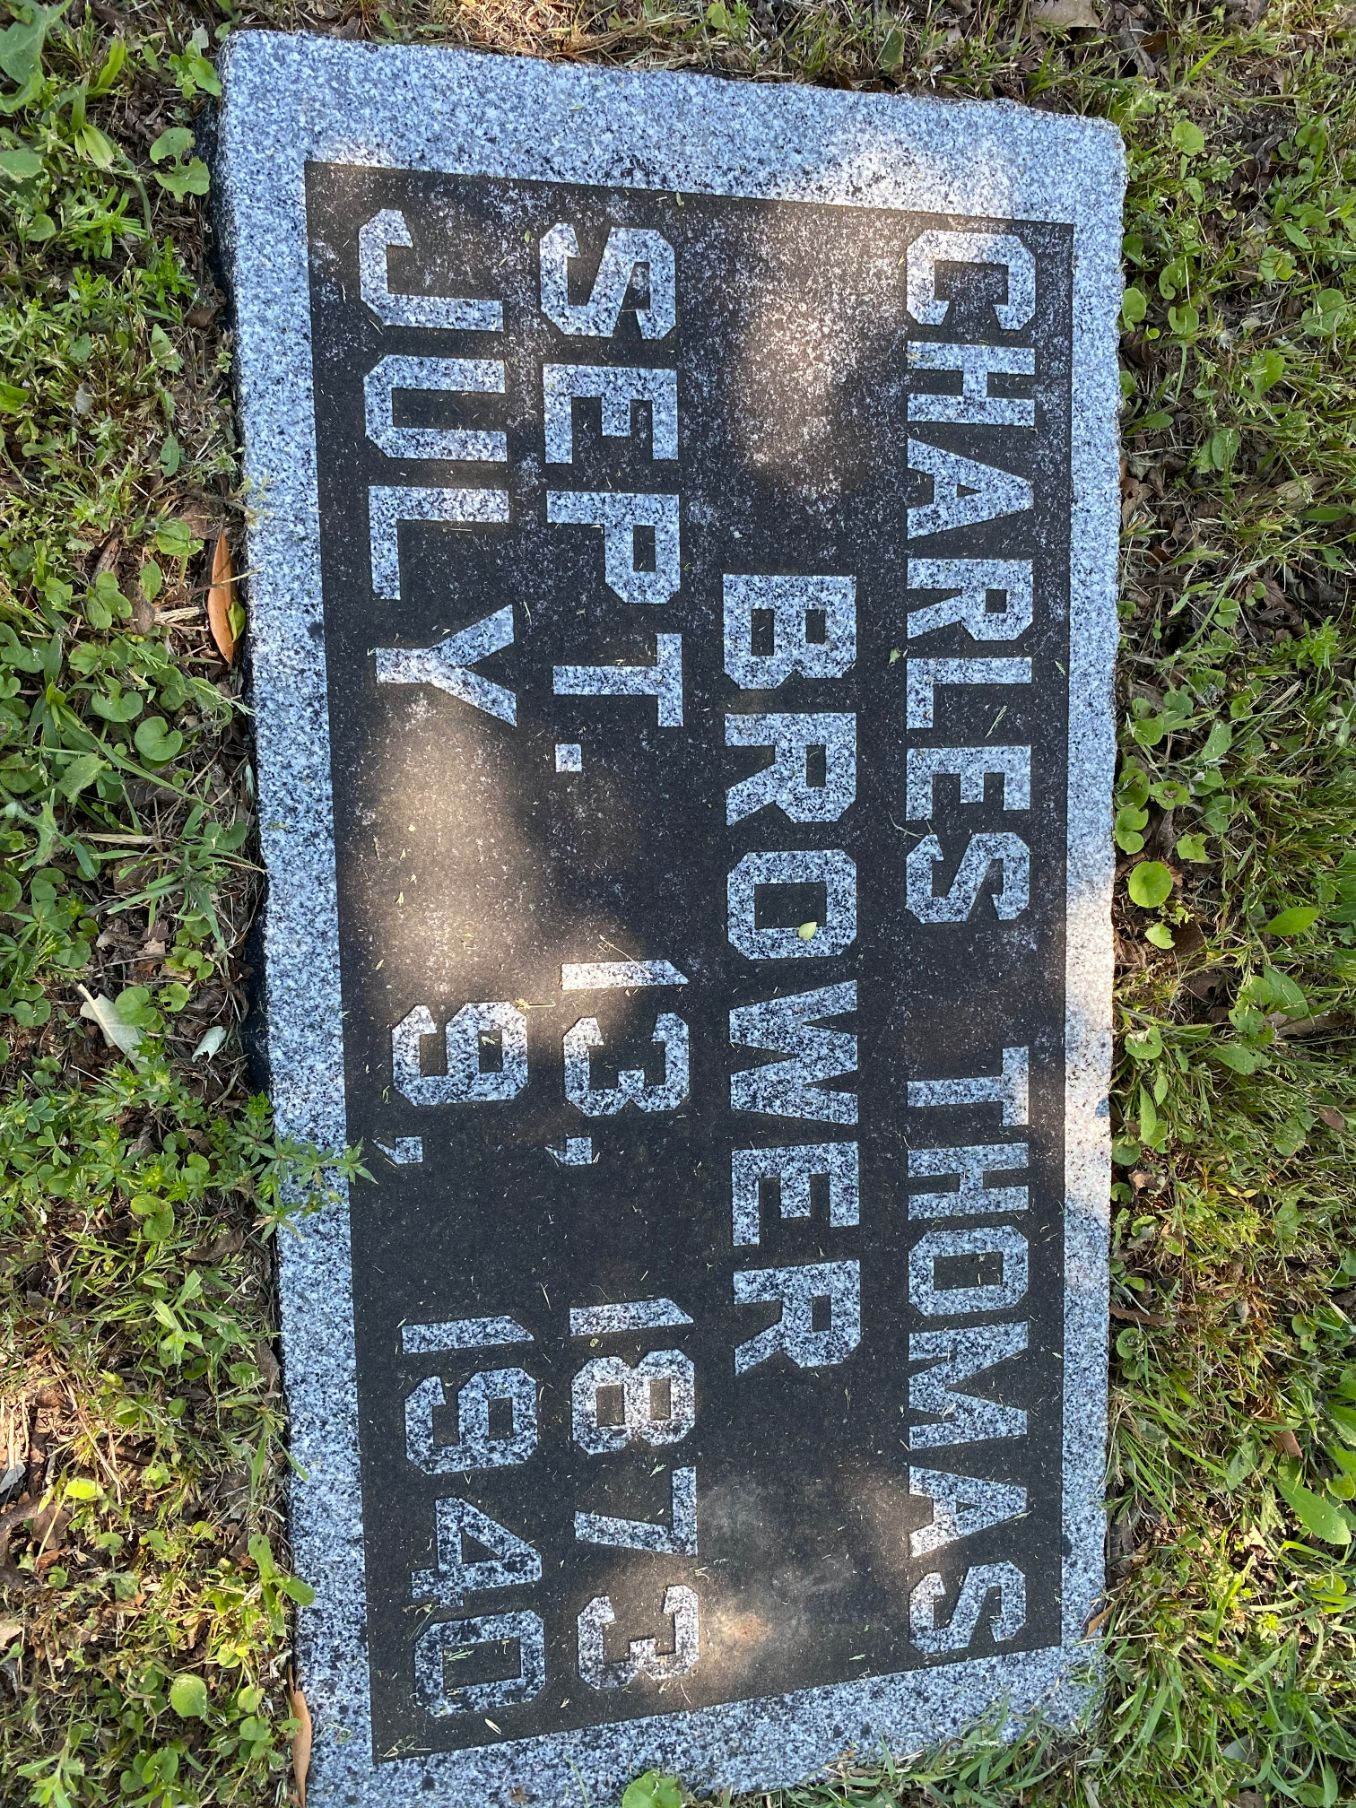 CHARLES THOMAS
BROWER
SEPT. 13, 1873
JULY 9, 1940